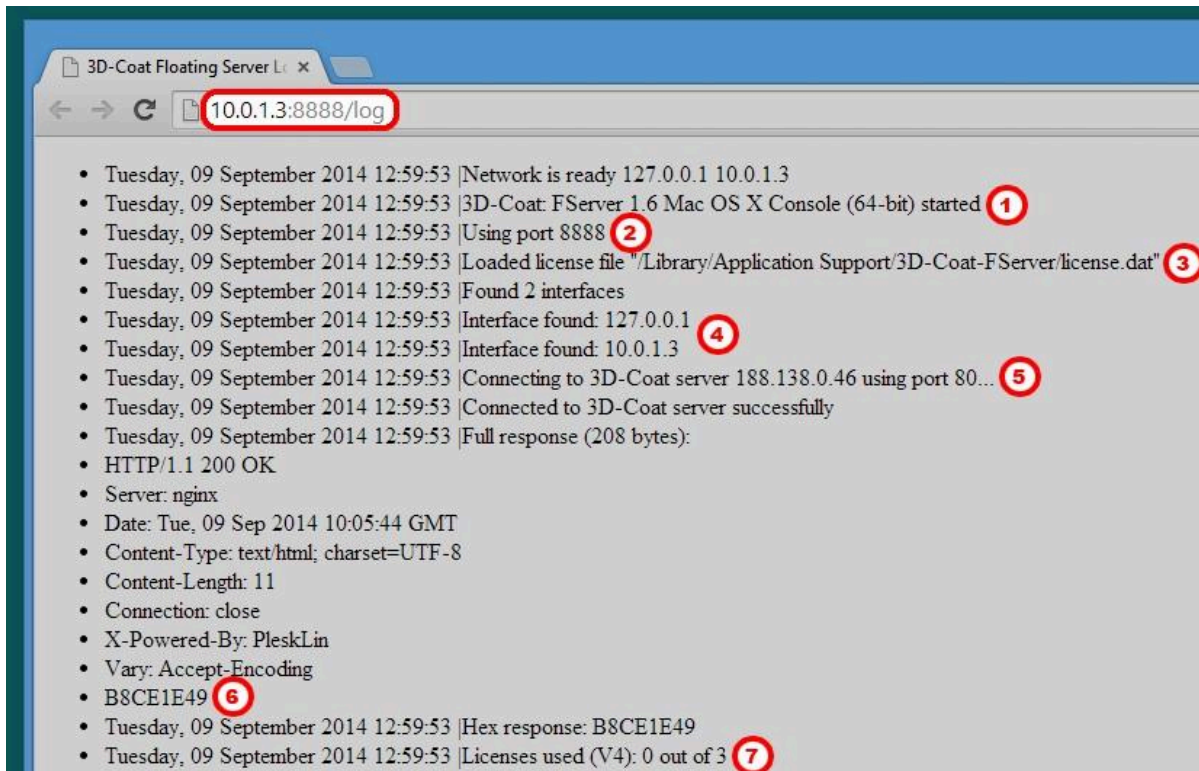 3D-Coat Floating Server Lo
10.0.1.3:8888/log
Tuesday, 09 September 2014 12:59:53 |Network is ready 127.0.0.1 10.0.1.3
Tuesday, 09 September 2014 12:59:53 |3D-Coat: FServer 1.6 Mac OS X Console (64-bit) started 1
Tuesday, 09 September 2014 12:59:53 |Using port 8888 2
Tuesday, 09 September 2014 12:59:53 |Loaded license file "/Library/Application Support/3D-Coat-FServer/license.dat" 3
Tuesday, 09 September 2014 12:59:53 |Found 2 interfaces
Tuesday, 09 September 2014 12:59:53 |Interface found: 127.0.0.1
4
Tuesday, 09 September 2014 12:59:53 |Interface found: 10.0.1.3
Tuesday, 09 September 2014 12:59:53 |Connecting to 3D-Coat server 188.138.0.46 using port 80... 5
Tuesday, 09 September 2014 12:59:53 |Connected to 3D-Coat server successfully
Tuesday, 09 September 2014 12:59:53 |Full response (208 bytes):
HTTP/1.1 200 OK
Server: nginx
Date: Tue, 09 Sep 2014 10:05:44 GMT
Content-Type: text/html; charset=UTF-8
Content-Length: 11
Connection: close
X-Powered-By: PleskLin
Vary: Accept-Encoding
B8CE1E49 6
Tuesday, 09 September 2014 12:59:53 |Hex response: B8CE1E49
Tuesday, 09 September 2014 12:59:53 |Licenses used (V4): 0 out of 3 7